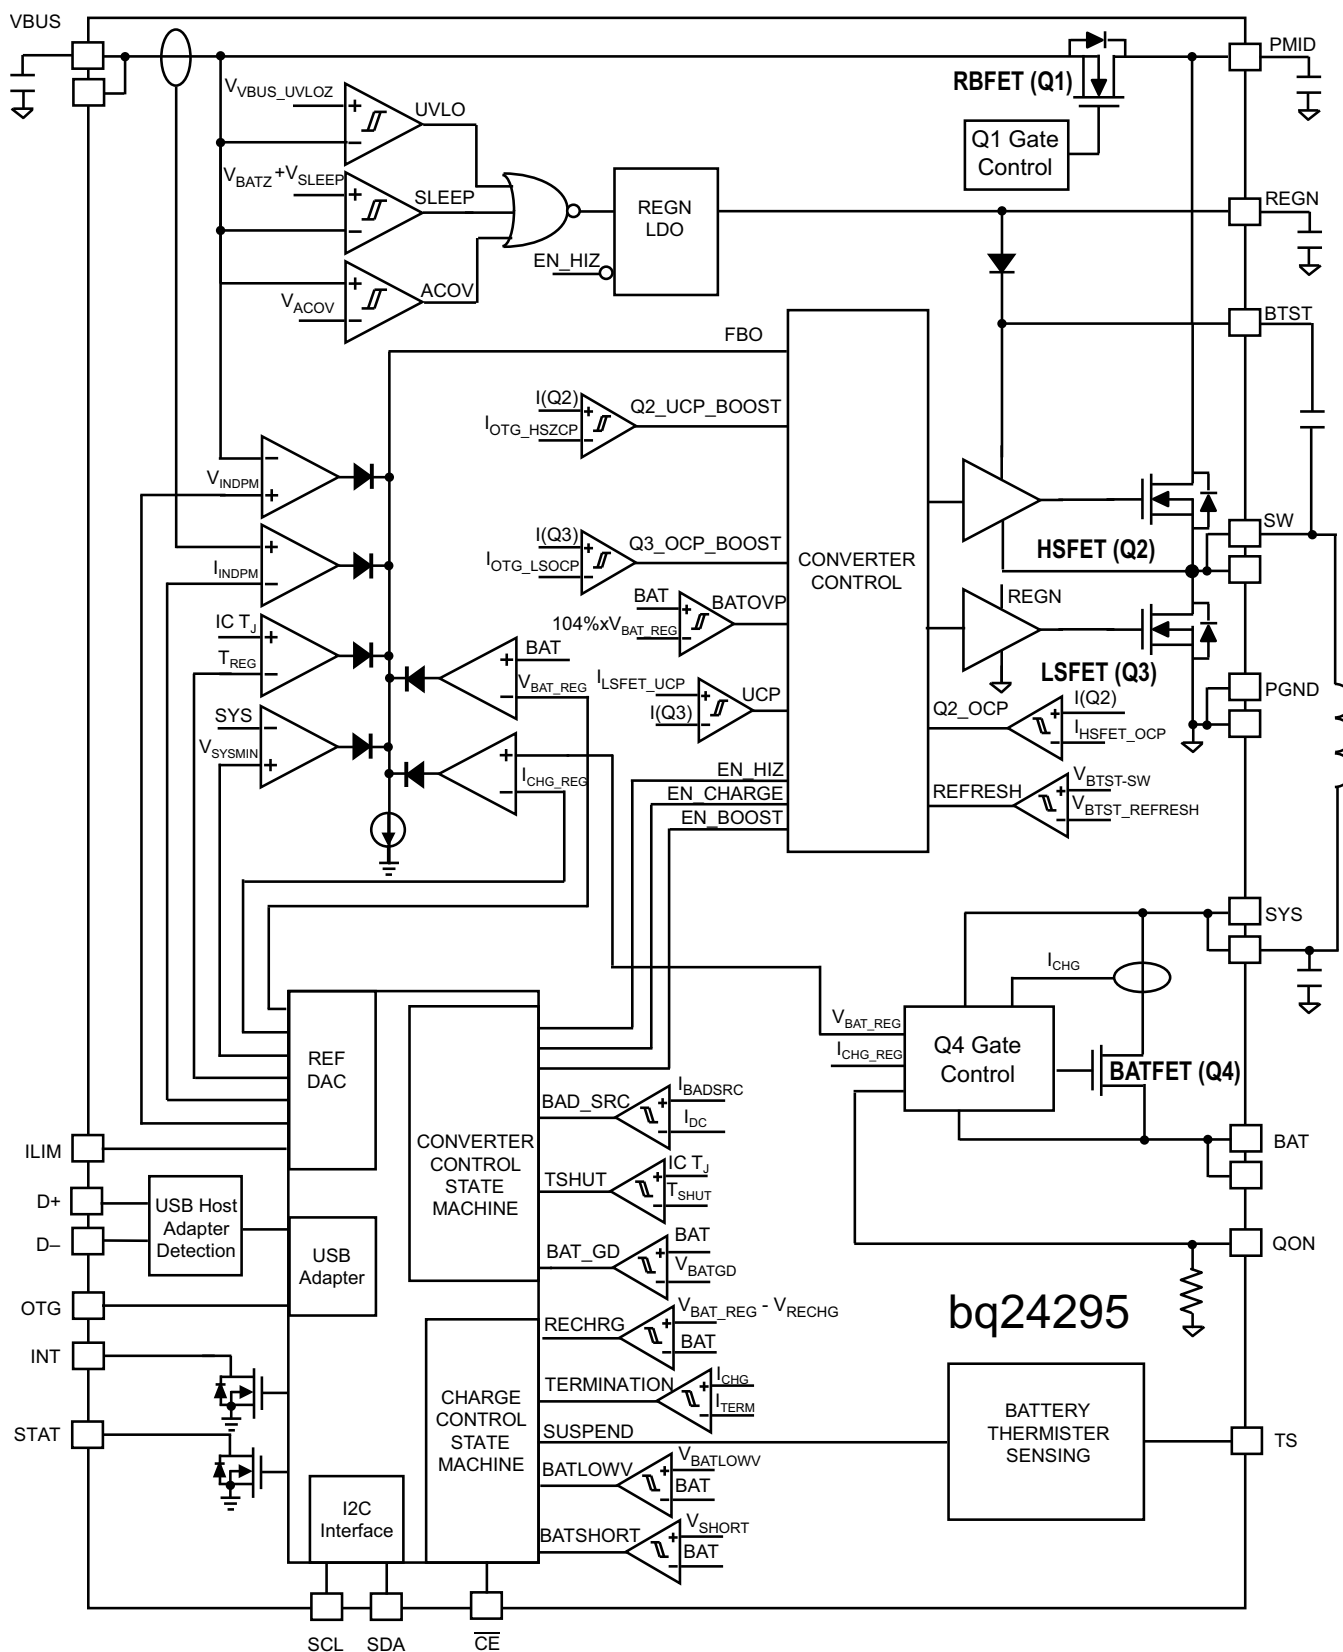 VBUS
PMID
RBFET (Q1)
V_VBUS_UVLOZ
UVLO
Q1 Gate
Control
V_BATZ +V_SLEEP
SLEEP
REGN
LDO
REGN
EN_HIZ
V_ACOV
ACOV
BTST
FBO
I(Q2)
Q2_UCP_BOOST
I_OTG_HSZCP
V_INDPM
I(Q3)
Q3_OCP_BOOST
I_OTG_LSOCP
CONVERTER
CONTROL
HSFET (Q2)
SW
I_INDPM
BAT
BATOVP
104%xV_BAT_REG
REGN
IC T_J
T_REG
BAT
V_BAT_REG
I_LSFET_UCP
UCP
I(Q3)
LSFET (Q3)
PGND
Q2_OCP
I(Q2)
I_HSFET_OCP
SYS
V_SYSMIN
I_CHG_REG
EN_HIZ
EN_CHARGE
EN_BOOST
REFRESH
V_BTST-SW
V_BTST_REFRESH
SYS
I_CHG
V_BAT_REG
I_CHG_REG
Q4 Gate
Control
BATFET (Q4)
REF
DAC
BAD_SRC
I_BADSRC
I_DC
CONVERTER
CONTROL
STATE
MACHINE
ILIM
BAT
TSHUT
IC T_J
T_SHUT
D+
D–
USB Host
Adapter
Detection
USB
Adapter
BAT_GD
BAT
V_BATGD
QON
OTG
RECHRG
V_BAT_REG - V_RECHG
BAT
bq24295
INT
TERMINATION
I_CHG
I_TERM
CHARGE
CONTROL
STATE
MACHINE
STAT
SUSPEND
BATTERY
THERMISTER
SENSING
TS
BATLOWV
V_BATLOWV
BAT
I2C
Interface
BATSHORT
V_SHORT
BAT
SCL
SDA
CE